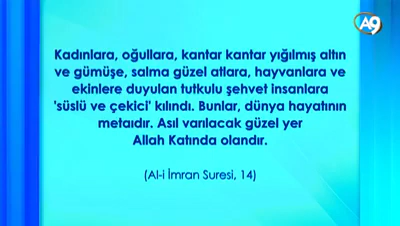 A9
Kadınlara, oğullara, kantar kantar yığılmış altın
ve gümüşe, salma güzel atlara, hayvanlara ve
ekinlere duyulan tutkulu şehvet insanlara
'süslü ve çekici' kılındı. Bunlar, dünya hayatının
metaıdır. Asıl varılacak güzel yer
Allah Katında olandır.
(Al-i İmran Suresi, 14)